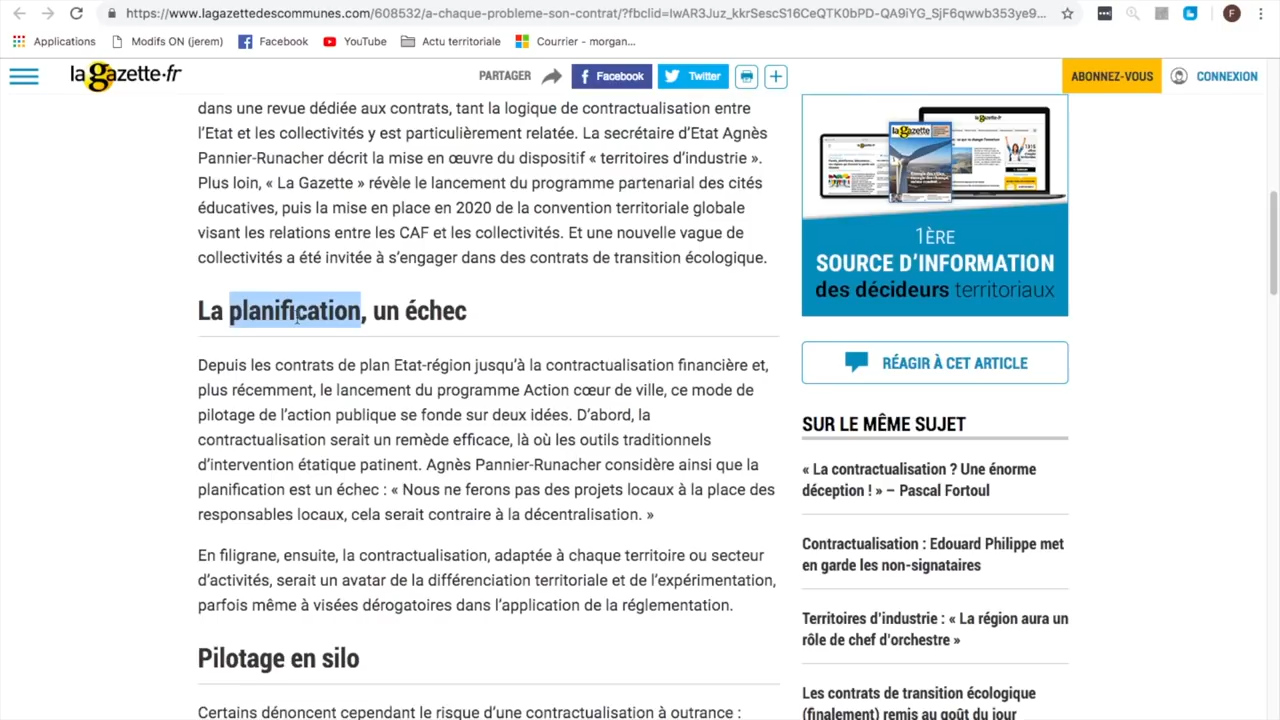 https://www.lagazettedescommunes.com/608532/a-chaque-probleme-son-contrat/?fbclid=IwAR3Juz_kkrSescS16CeQTK0bPD-QA9iYG_SjF6qwwb353ye9...
F
Applications
Modifs ON (jerem)
Facebook
YouTube
Actu territoriale
Courrier - morgan...
la gazette·fr
PARTAGER
Facebook
Twitter
ABONNEZ-VOUS
CONNEXION
dans une revue dédiée aux contrats, tant la logique de contractualisation entre
l'Etat et les collectivités y est particulièrement relatée. La secrétaire d'Etat Agnès
Pannier-Runacher décrit la mise en œuvre du dispositif « territoires d'industrie ».
Plus loin, « La Gazette » révèle le lancement du programme partenarial des cités
éducatives, puis la mise en place en 2020 de la convention territoriale globale
visant les relations entre les CAF et les collectivités. Et une nouvelle vague de
collectivités a été invitée à s'engager dans des contrats de transition écologique.
La planification, un échec
Depuis les contrats de plan Etat-région jusqu'à la contractualisation financière et,
plus récemment, le lancement du programme Action cœur de ville, ce mode de
pilotage de l'action publique se fonde sur deux idées. D'abord, la
contractualisation serait un remède efficace, là où les outils traditionnels
d'intervention étatique patinent. Agnès Pannier-Runacher considère ainsi que la
planification est un échec : « Nous ne ferons pas des projets locaux à la place des
responsables locaux, cela serait contraire à la décentralisation. »
En filigrane, ensuite, la contractualisation, adaptée à chaque territoire ou secteur
d'activités, serait un avatar de la différenciation territoriale et de l'expérimentation,
parfois même à visées dérogatoires dans l'application de la réglementation.
Pilotage en silo
Certains dénoncent cependant le risque d'une contractualisation à outrance :
la gazette
1ÈRE
SOURCE D'INFORMATION
des décideurs territoriaux
RÉAGIR À CET ARTICLE
SUR LE MÊME SUJET
« La contractualisation ? Une énorme
déception ! » – Pascal Fortoul
Contractualisation : Edouard Philippe met
en garde les non-signataires
Territoires d'industrie : « La région aura un
rôle de chef d'orchestre »
Les contrats de transition écologique
(finalement) remis au goût du jour